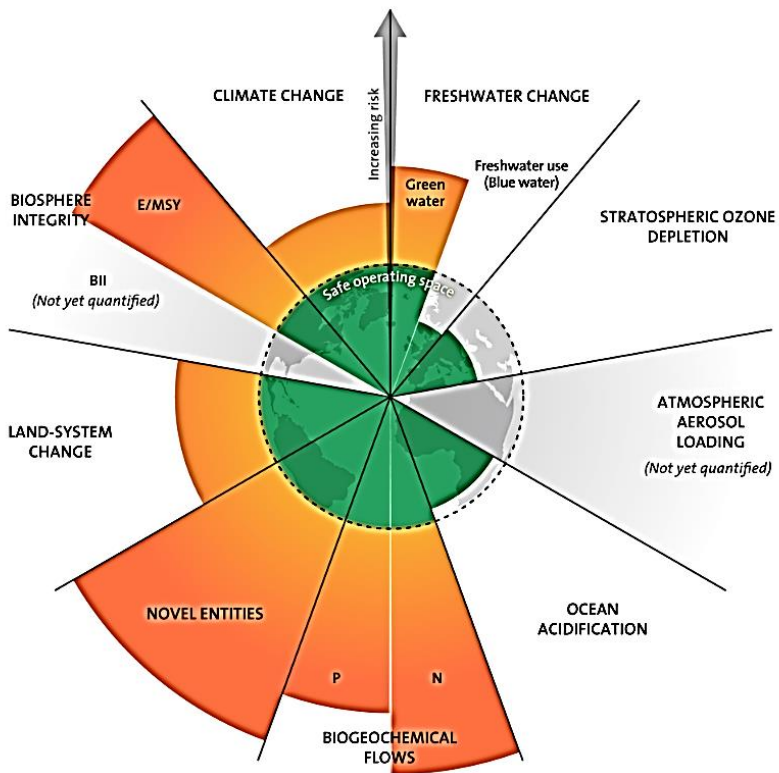 CLIMATE CHANGE
FRESHWATER CHANGE
Increasing risk
Freshwater use
(Blue water)
Green
water
STRATOSPHERIC OZONE
DEPLETION
BIOSPHERE
INTEGRITY
E/MSY
BII
(Not yet quantified)
Safe operating space
ATMOSPHERIC
AEROSOL
LOADING
(Not yet quantified)
LAND-SYSTEM
CHANGE
NOVEL ENTITIES
OCEAN
ACIDIFICATION
P
N
BIOGEOCHEMICAL
FLOWS